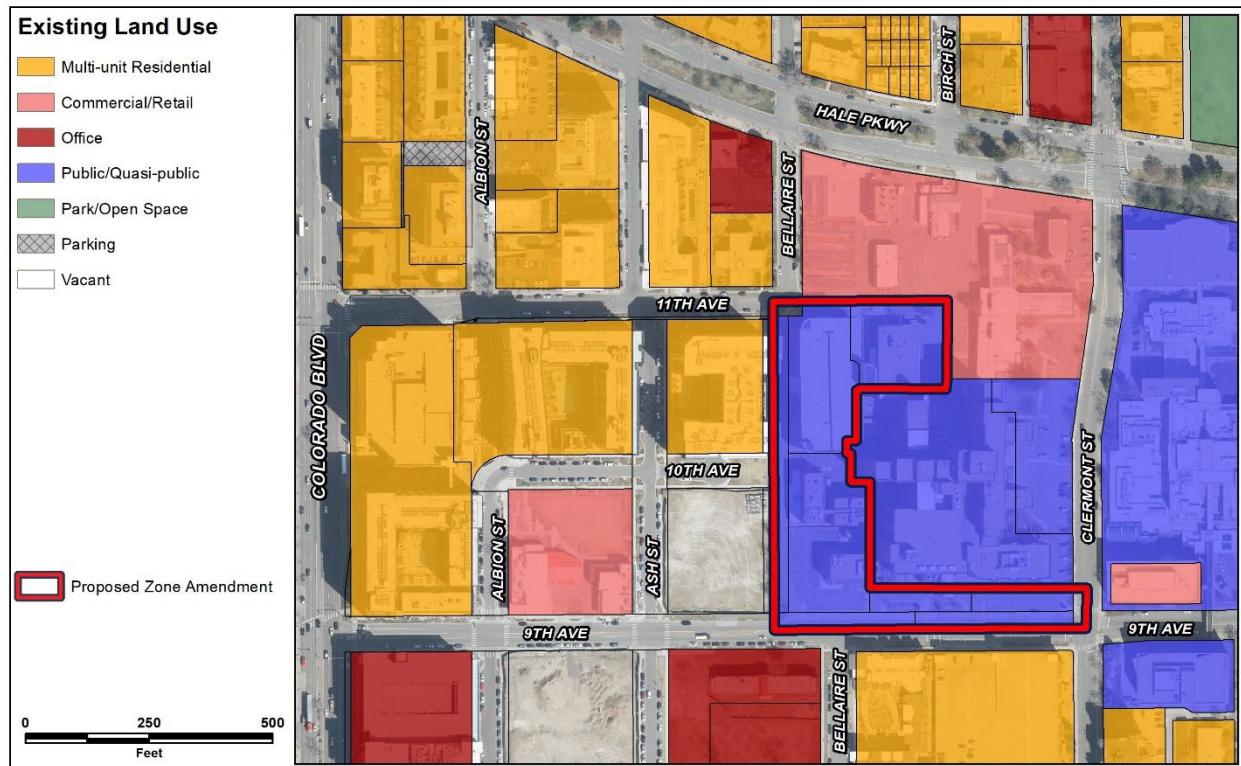 Existing Land Use
Multi-unit Residential
Commercial/Retail
Office
Public/Quasi-public
Park/Open Space
Parking
Vacant
Proposed Zone Amendment
0 250 500
Feet
BIRCH ST
HALE PKWY
ALBION ST
BELLAIRE ST
11TH AVE
COLORADO BLVD
10TH AVE
CLERMONT ST
ALBION ST
ASH ST
9TH AVE
9TH AVE
BELLAIRE ST